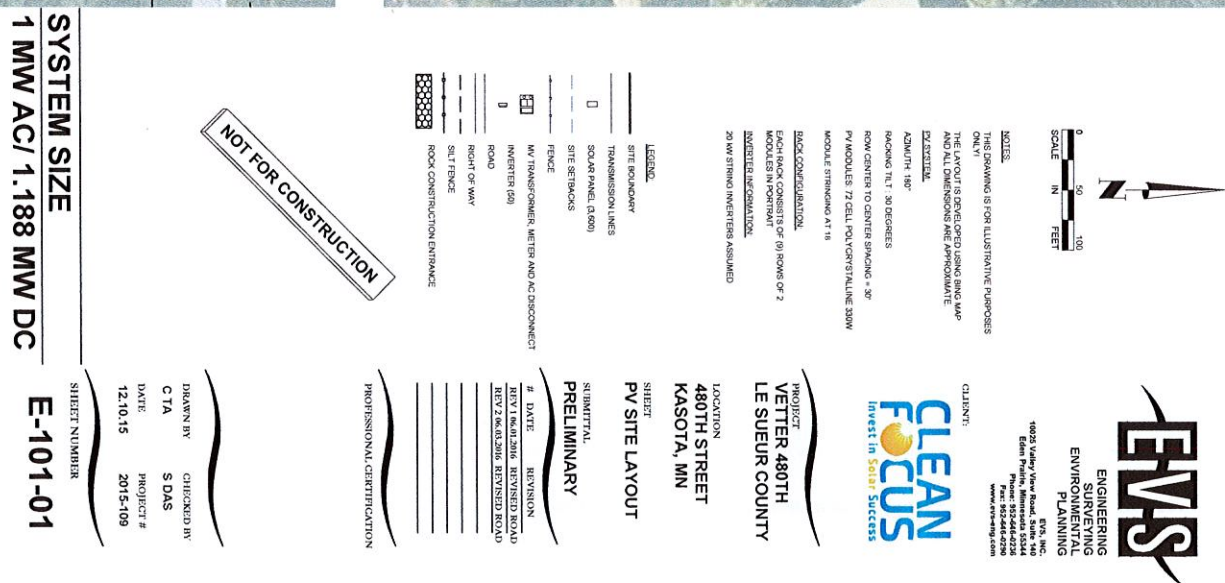 EVS
ENGINEERING
SURVEYING
ENVIRONMENTAL
PLANNING
EVS, INC.
10025 Valley View Road, Suite 140
Eden Prairie, Minnesota 55344
Phone: 952-646-0236
Fax: 952-646-0290
www.evs-eng.com
CLIENT:
CLEAN
FOCUS
Invest in Solar Success
PROJECT
VETTER 480TH
LE SUEUR COUNTY
LOCATION
480TH STREET
KASOTA, MN
SHEET
PV SITE LAYOUT
SUBMITTAL
PRELIMINARY
# DATE REVISION
REV 1 06.01.2016 REVISED ROAD
REV 2 06.03.2016 REVISED ROAD
PROFESSIONAL CERTIFICATION
DRAWN BY CHECKED BY
C TA S DAS
DATE PROJECT #
12.10.15 2015-109
SHEET NUMBER
E-101-01
N
0 50 100
SCALE IN FEET
NOTES:
THIS DRAWING IS FOR ILLUSTRATIVE PURPOSES
ONLY!
THE LAYOUT IS DEVELOPED USING BING MAP
AND ALL DIMENSIONS ARE APPROXIMATE.
PV SYSTEM:
AZIMUTH :180°
RACKING TILT : 30 DEGREES
ROW CENTER TO CENTER SPACING = 30'
PV MODULES: 72 CELL POLYCRYSTALLINE 330W
MODULE STRINGING AT 18
RACK CONFIGURATION:
EACH RACK CONSISTS OF (9) ROWS OF 2
MODULES IN PORTRAIT
INVERTER INFORMATION:
20 kW STRING INVERTERS ASSUMED
LEGEND:
SITE BOUNDARY
TRANSMISSION LINES
SOLAR PANEL (3,600)
SITE SETBACKS
FENCE
MV TRANSFORMER, METER AND AC DISCONNECT
INVERTER (50)
ROAD
RIGHT OF WAY
SILT FENCE
ROCK CONSTRUCTION ENTRANCE
NOT FOR CONSTRUCTION
SYSTEM SIZE
1 MW AC/ 1.188 MW DC